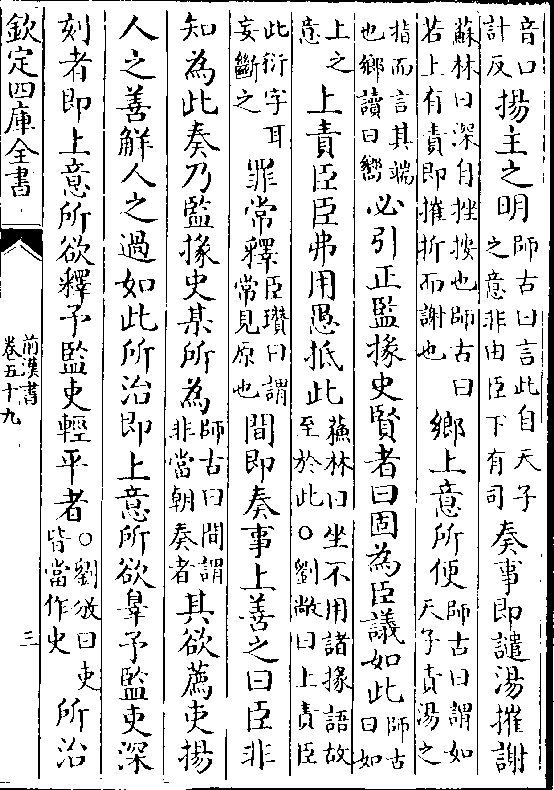 音口計反揚主之明師古曰言此自天子之意非由臣下有司奏事即譴湯摧謝
蘇林曰深自挫按也師古曰若上有責即摧折而謝也鄉上意所便師古曰謂如天子責湯之
指而言其端也鄉讀曰嚮必引正監掾史賢者曰固為臣議如此師古曰如
上之意上責臣臣弗用愚抵此蘇林曰坐不用諸掾語故至於此○劉敞曰上責臣
此衍字耳妄斷之罪常釋臣瓚曰謂常見原也間即奏事上善之曰臣非
知為此奏乃監掾史某所為師古曰間謂非當朝奏者其欲薦吏揚
人之善解人之過如此所治即上意所欲辠予監吏深
刻者即上意所欲釋予監吏輕平者○劉攽曰吏皆當作史所治
欽定四庫全書
前漢書
卷五十九
三